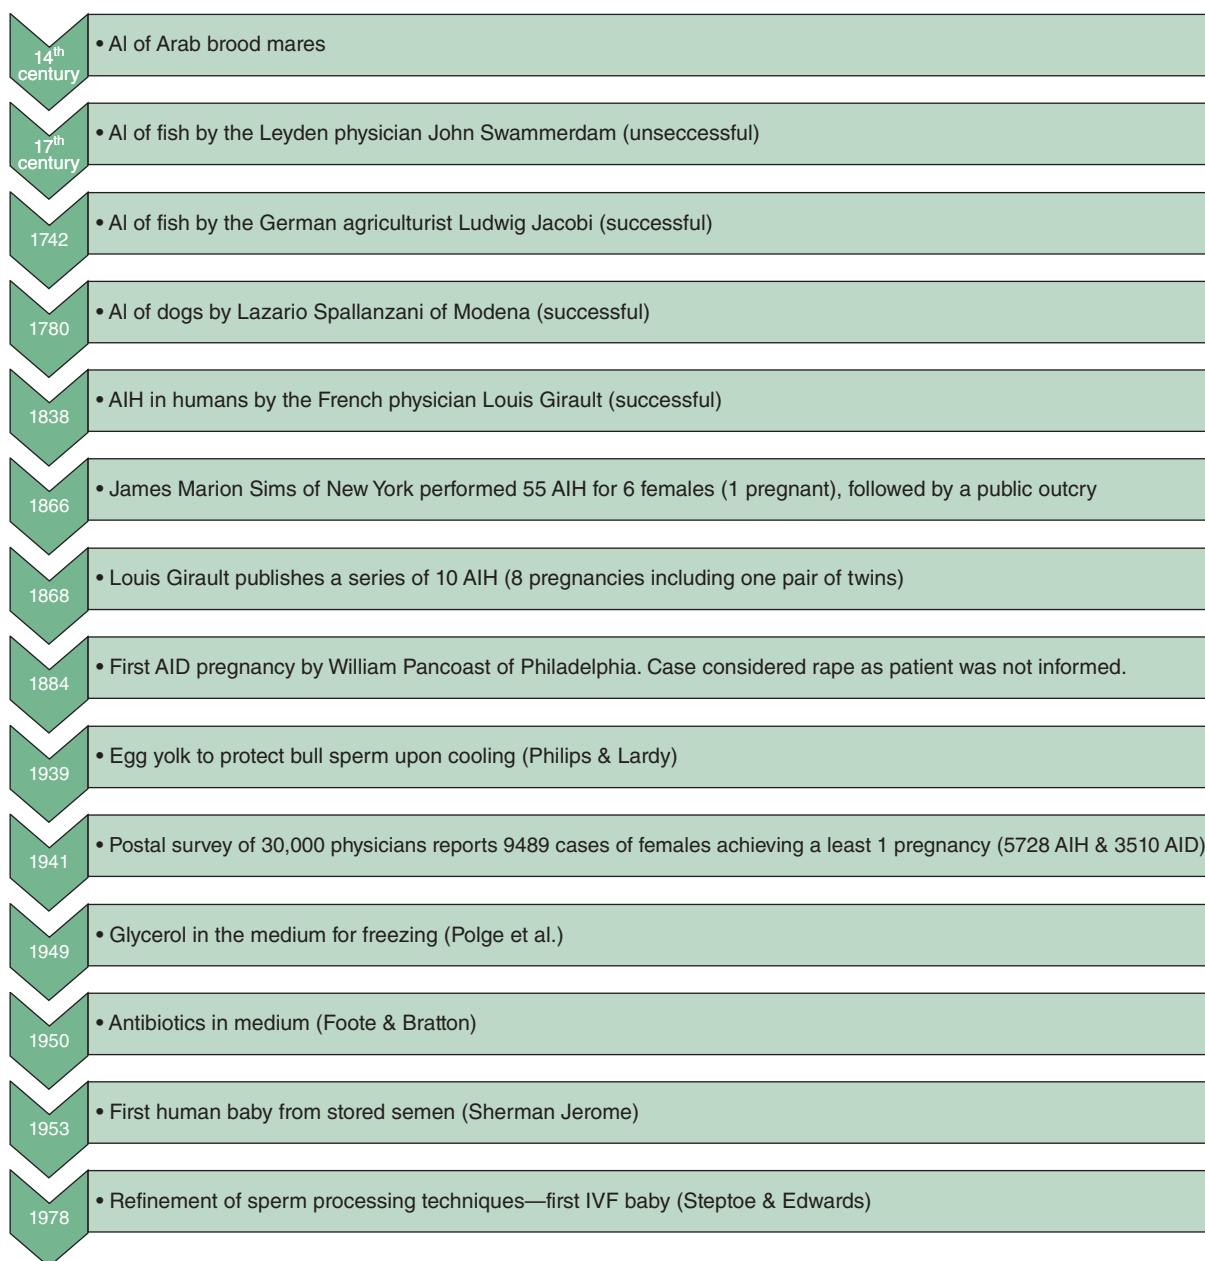 14th century
• AI of Arab brood mares
17th century
• AI of fish by the Leyden physician John Swammerdam (unseccessful)
1742
• AI of fish by the German agriculturist Ludwig Jacobi (successful)
1780
• AI of dogs by Lazario Spallanzani of Modena (successful)
1838
• AIH in humans by the French physician Louis Girault (successful)
1866
• James Marion Sims of New York performed 55 AIH for 6 females (1 pregnant), followed by a public outcry
1868
• Louis Girault publishes a series of 10 AIH (8 pregnancies including one pair of twins)
1884
• First AID pregnancy by William Pancoast of Philadelphia. Case considered rape as patient was not informed.
1939
• Egg yolk to protect bull sperm upon cooling (Philips & Lardy)
1941
• Postal survey of 30,000 physicians reports 9489 cases of females achieving a least 1 pregnancy (5728 AIH & 3510 AID)
1949
• Glycerol in the medium for freezing (Polge et al.)
1950
• Antibiotics in medium (Foote & Bratton)
1953
• First human baby from stored semen (Sherman Jerome)
1978
• Refinement of sperm processing techniques—first IVF baby (Steptoe & Edwards)